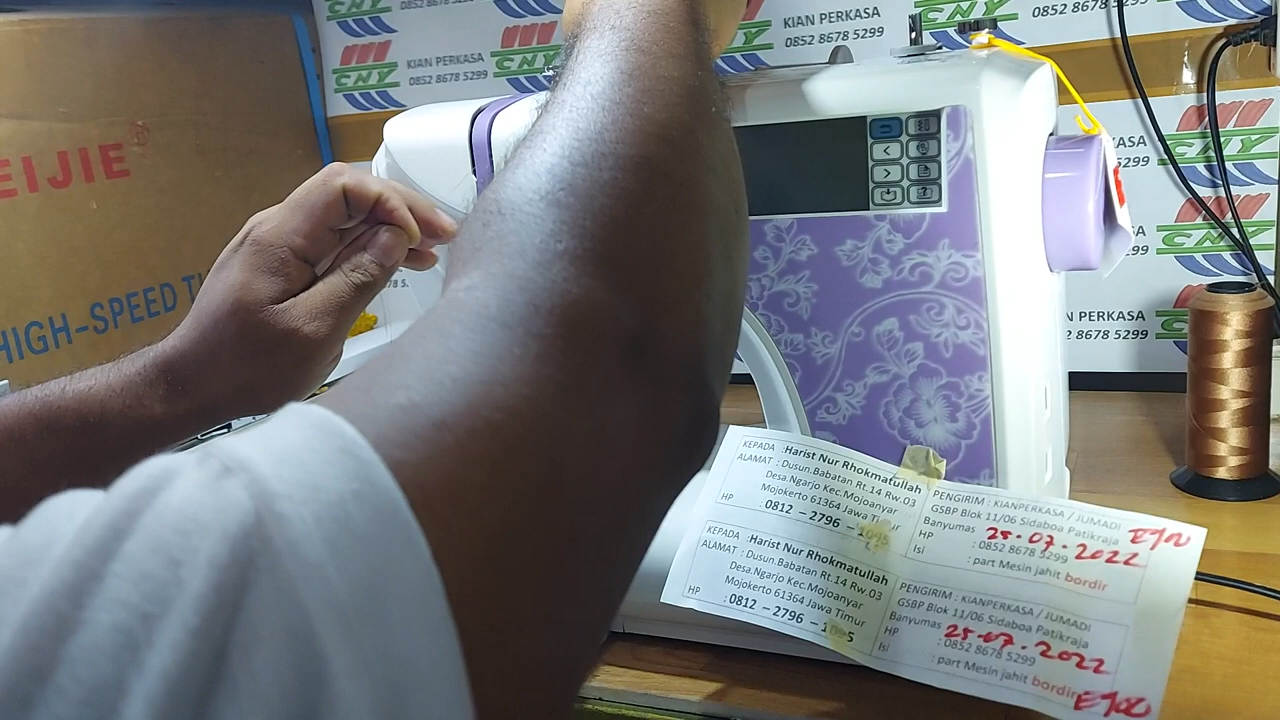 0852 8678 5299
CNY
KIAN PERKASA
0852 8678 5299
CNY
KIAN PERKASA
0852 8678 5299
CNY
0852 8678 5299
EIJIE®
HIGH-SPEED
CNY
CNY
KIAN PERKASA
0852 8678 5299
KEPADA : Harist Nur Rhokmatullah
ALAMAT : Dusun.Babatan Rt.14 Rw.03
Desa.Ngarjo Kec.Mojoanyar
Mojokerto 61364 Jawa Timur
HP : 0812 – 2796 –
PENGIRIM : KIANPERKASA / JUMADI
GSBP Blok 11/06 Sidaboa Patikraja
Banyumas 25.07.2022
HP : 0852 8678 5299
Isi : part Mesin jahit bordir
KEPADA : Harist Nur Rhokmatullah
ALAMAT : Dusun.Babatan Rt.14 Rw.03
Desa.Ngarjo Kec.Mojoanyar
Mojokerto 61364 Jawa Timur
HP : 0812 – 2796 –
PENGIRIM : KIANPERKASA / JUMADI
GSBP Blok 11/06 Sidaboa Patikraja
Banyumas 25.07.2022
HP : 0852 8678 5299
Isi : part Mesin jahit bordir